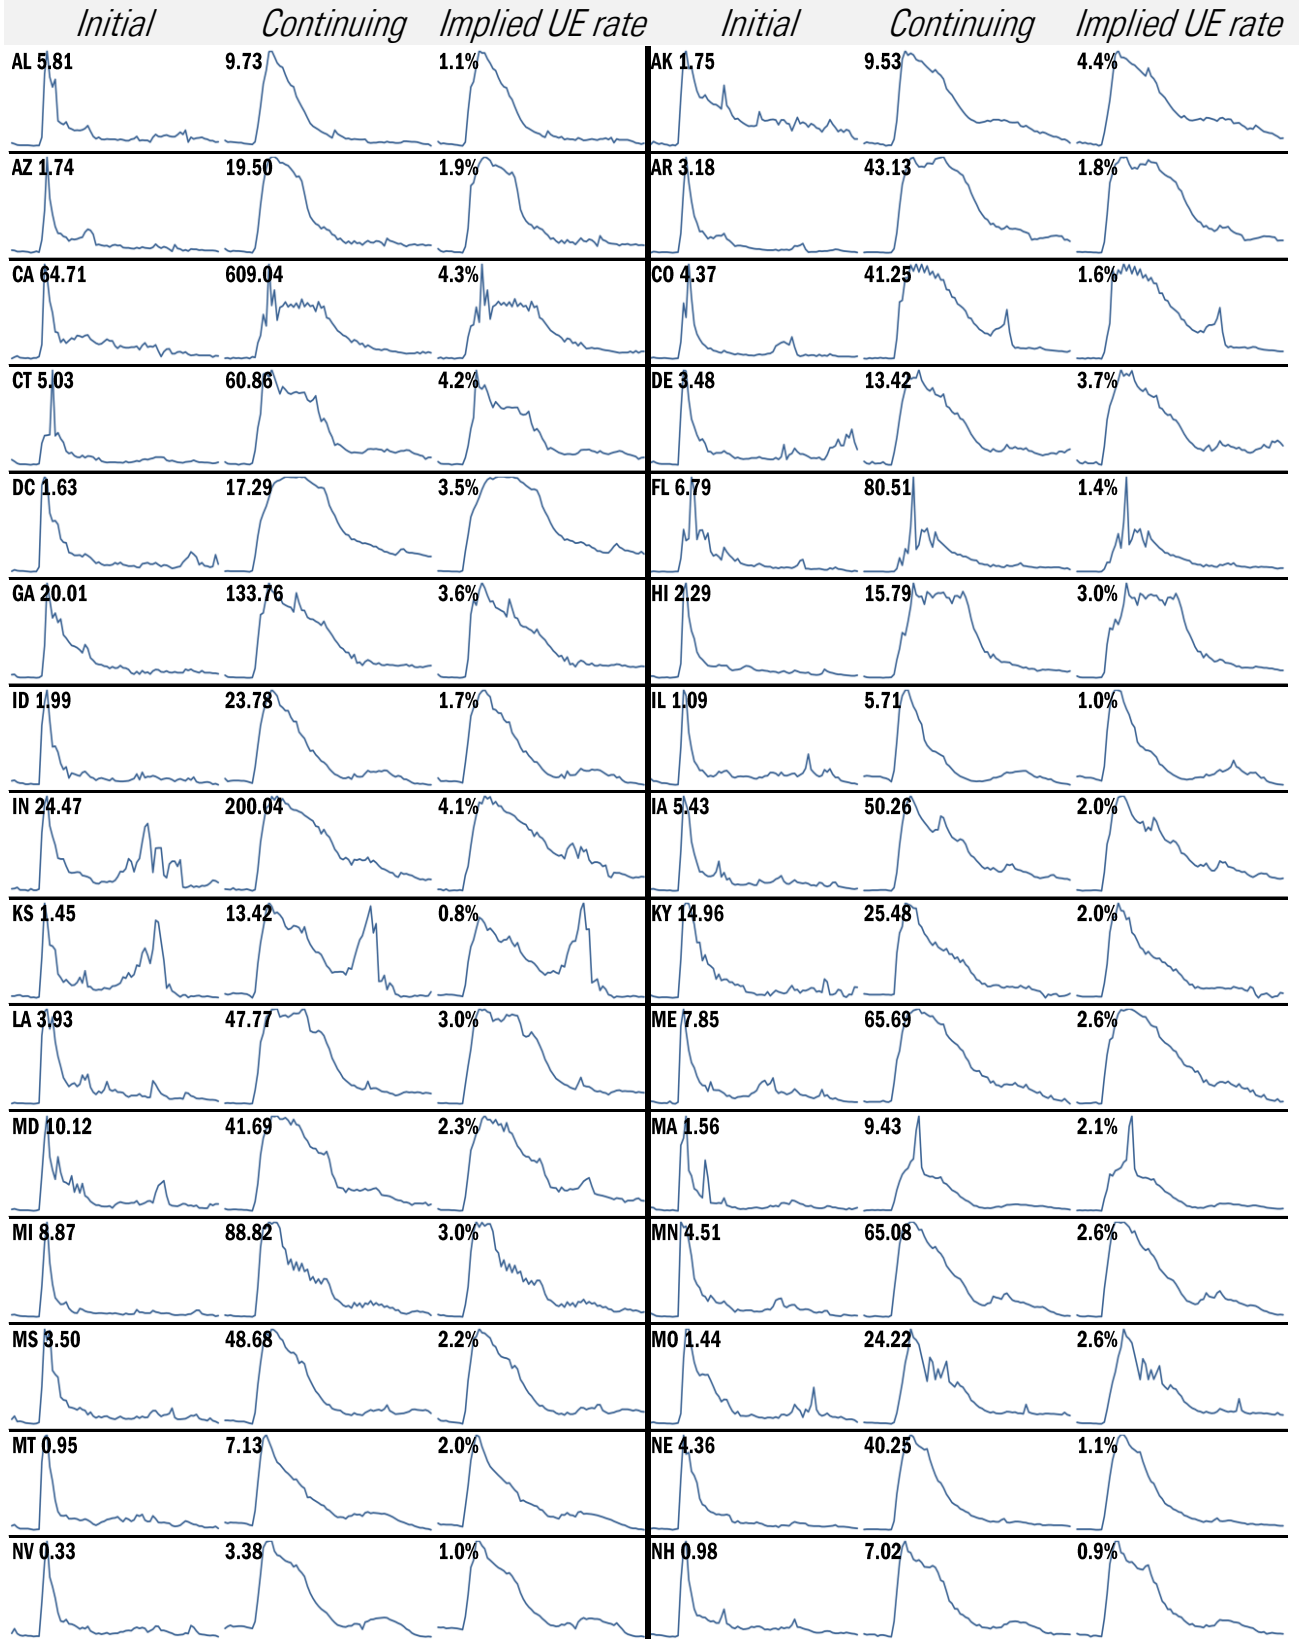 Initial Continuing Implied UE rate Initial Continuing Implied UE rate
AL 5.81 9.73 1.1% AK 1.75 9.53 4.4%
AZ 1.74 19.50 1.9% AR 3.18 43.13 1.8%
CA 64.71 609.04 4.3% CO 4.37 41.25 1.6%
CT 5.03 60.86 4.2% DE 3.48 13.42 3.7%
DC 1.63 17.29 3.5% FL 6.79 80.51 1.4%
GA 20.01 133.76 3.6% HI 2.29 15.79 3.0%
ID 1.99 23.78 1.7% IL 1.09 5.71 1.0%
IN 24.47 200.04 4.1% IA 5.43 50.26 2.0%
KS 1.45 13.42 0.8% KY 14.96 25.48 2.0%
LA 3.93 47.77 3.0% ME 7.85 65.69 2.6%
MD 10.12 41.69 2.3% MA 1.56 9.43 2.1%
MI 8.87 88.82 3.0% MN 4.51 65.08 2.6%
MS 3.50 48.68 2.2% MO 1.44 24.22 2.6%
MT 0.95 7.13 2.0% NE 4.36 40.25 1.1%
NV 0.33 3.38 1.0% NH 0.98 7.02 0.9%